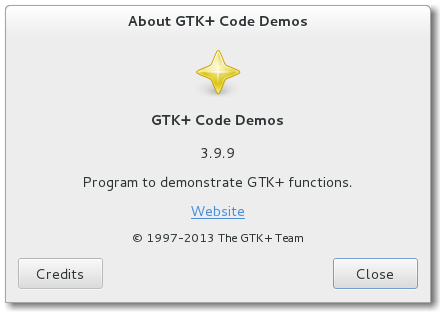 About GTK+ Code Demos
GTK+ Code Demos
3.9.9
Program to demonstrate GTK+ functions.
Website
© 1997-2013 The GTK+ Team
Credits
Close